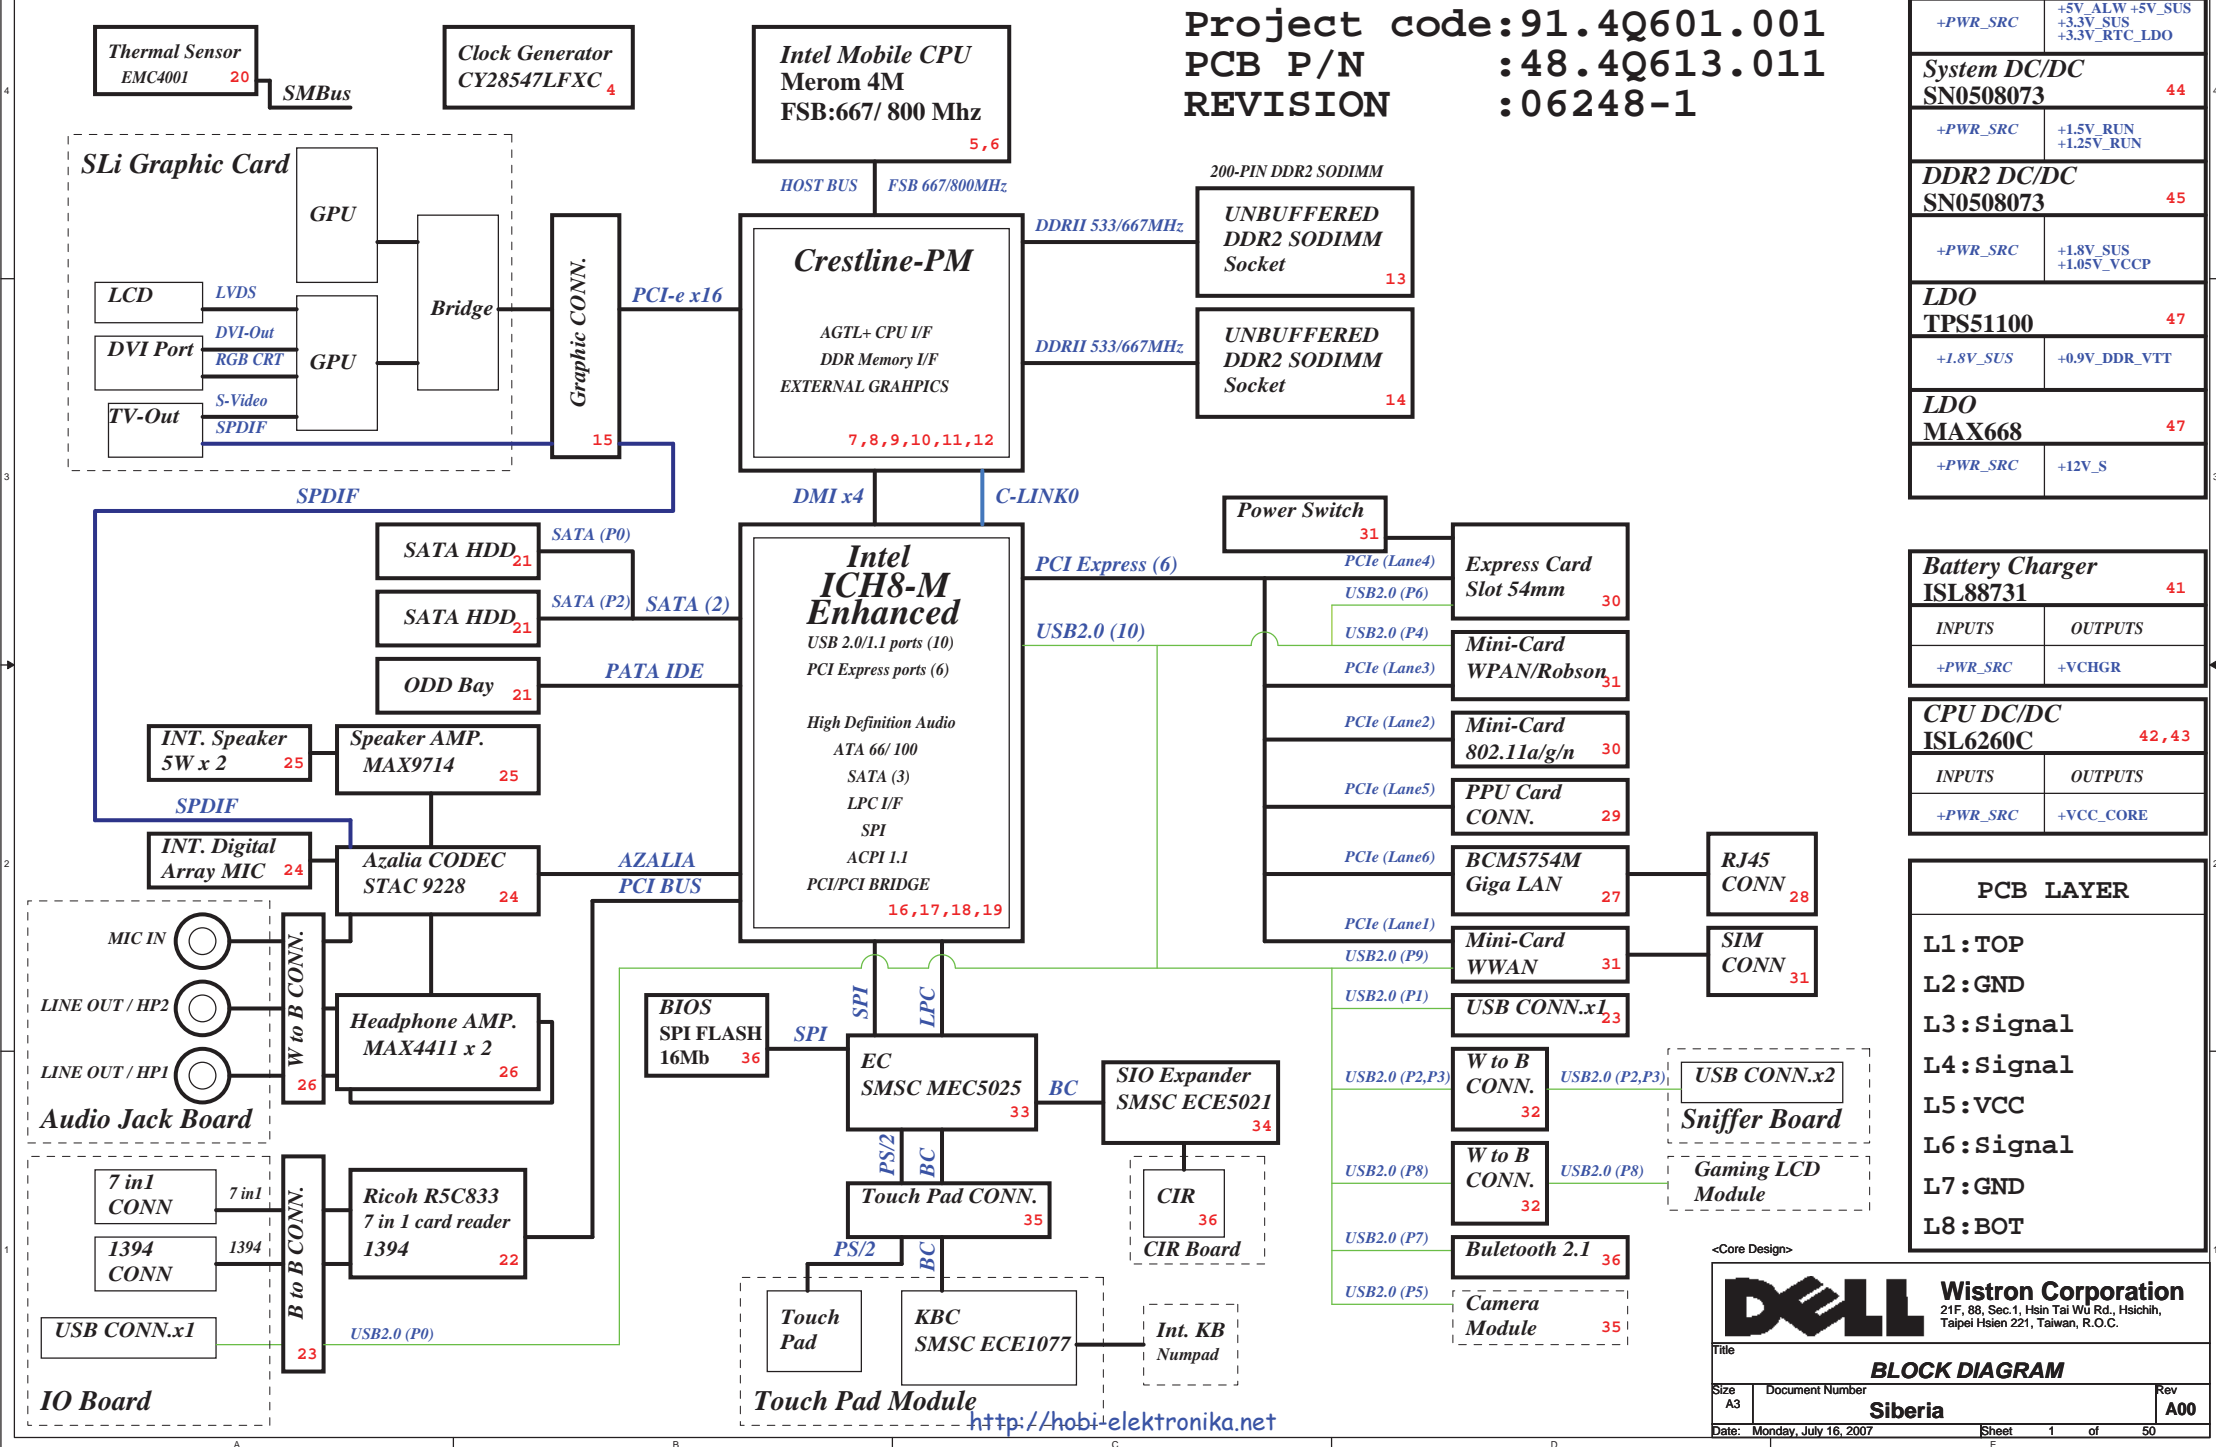 Project code:91.4Q601.001
PCB P/N :48.4Q613.011
REVISION :06248-1
Thermal Sensor
EMC4001 20
SMBus
Clock Generator
CY28547LFXC 4
Intel Mobile CPU
Merom 4M
FSB:667/ 800 Mhz
5,6
HOST BUS FSB 667/800MHz
SLi Graphic Card
GPU
GPU
Bridge
LCD
LVDS
DVI Port
DVI-Out
RGB CRT
TV-Out
S-Video
SPDIF
Graphic CONN.
15
PCI-e x16
Crestline-PM
AGTL+ CPU I/F
DDR Memory I/F
EXTERNAL GRAHPICS
7,8,9,10,11,12
200-PIN DDR2 SODIMM
DDRII 533/667MHz
UNBUFFERED
DDR2 SODIMM
Socket
13
DDRII 533/667MHz
UNBUFFERED
DDR2 SODIMM
Socket
14
SPDIF
DMI x4
C-LINK0
SATA HDD 21
SATA (P0)
SATA HDD 21
SATA (P2)
SATA (2)
ODD Bay 21
PATA IDE
Intel
ICH8-M
Enhanced
USB 2.0/1.1 ports (10)
PCI Express ports (6)
High Definition Audio
ATA 66/ 100
SATA (3)
LPC I/F
SPI
ACPI 1.1
PCI/PCI BRIDGE
16,17,18,19
PCI Express (6)
USB2.0 (10)
Power Switch
31
PCIe (Lane4)
USB2.0 (P6)
Express Card
Slot 54mm
30
USB2.0 (P4)
PCIe (Lane3)
Mini-Card
WPAN/Robson
31
PCIe (Lane2)
Mini-Card
802.11a/g/n 30
PCIe (Lane5)
PPU Card
CONN. 29
PCIe (Lane6)
BCM5754M
Giga LAN
27
RJ45
CONN 28
PCIe (Lane1)
USB2.0 (P9)
Mini-Card
WWAN 31
SIM
CONN 31
USB2.0 (P1)
USB CONN.x1
23
USB2.0 (P2,P3)
W to B
CONN.
32
USB2.0 (P2,P3)
USB CONN.x2
Sniffer Board
USB2.0 (P8)
W to B
CONN.
32
USB2.0 (P8)
Gaming LCD
Module
USB2.0 (P7)
Buletooth 2.1 36
USB2.0 (P5)
Camera
Module 35
INT. Speaker
5W x 2 25
Speaker AMP.
MAX9714
25
SPDIF
INT. Digital
Array MIC 24
Azalia CODEC
STAC 9228
24
AZALIA
PCI BUS
MIC IN
LINE OUT / HP2
LINE OUT / HP1
W to B CONN.
26
Headphone AMP.
MAX4411 x 2
26
Audio Jack Board
7 in1
CONN
7 in1
1394
CONN
1394
USB CONN.x1
B to B CONN.
23
Ricoh R5C833
7 in 1 card reader
1394
22
USB2.0 (P0)
IO Board
BIOS
SPI FLASH
16Mb 36
SPI
SPI
LPC
EC
SMSC MEC5025
33
BC
SIO Expander
SMSC ECE5021
34
PS/2
BC
Touch Pad CONN.
35
CIR
36
CIR Board
PS/2
BC
Touch
Pad
KBC
SMSC ECE1077
Int. KB
Numpad
Touch Pad Module
http://hobi-elektronika.net
+PWR_SRC
+5V_ALW +5V_SUS
+3.3V_SUS
+3.3V_RTC_LDO
System DC/DC
SN0508073 44
+PWR_SRC
+1.5V_RUN
+1.25V_RUN
DDR2 DC/DC
SN0508073 45
+PWR_SRC
+1.8V_SUS
+1.05V_VCCP
LDO
TPS51100 47
+1.8V_SUS +0.9V_DDR_VTT
LDO
MAX668 47
+PWR_SRC +12V_S
Battery Charger
ISL88731 41
INPUTS OUTPUTS
+PWR_SRC +VCHGR
CPU DC/DC
ISL6260C 42,43
INPUTS OUTPUTS
+PWR_SRC +VCC_CORE
PCB LAYER
L1:TOP
L2:GND
L3:Signal
L4:Signal
L5:VCC
L6:Signal
L7:GND
L8:BOT
<Core Design>
DELL
Wistron Corporation
21F, 88, Sec.1, Hsin Tai Wu Rd., Hsichih,
Taipei Hsien 221, Taiwan, R.O.C.
Title
BLOCK DIAGRAM
Size
A3
Document Number
Siberia
Rev
A00
Date: Monday, July 16, 2007 Sheet 1 of 50
4
3
2
1
4
3
2
1
A B C D E